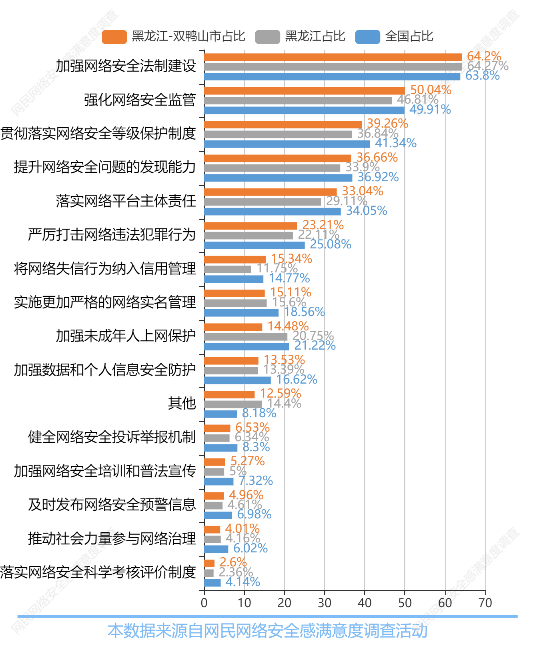 黑龙江-双鸭山市占比 黑龙江占比 全国占比
加强网络安全法制建设 64.2% 64.27% 63.8%
强化网络安全监管 50.04% 46.81% 49.91%
贯彻落实网络安全等级保护制度 39.26% 36.84% 41.34%
提升网络安全问题的发现能力 36.66% 33.9% 36.92%
落实网络平台主体责任 33.04% 29.11% 34.05%
严厉打击网络违法犯罪行为 23.21% 22.11% 25.08%
将网络失信行为纳入信用管理 15.34% 11.75% 14.77%
实施更加严格的网络实名管理 15.11% 15.6% 18.56%
加强未成年人上网保护 14.48% 20.75% 21.22%
加强数据和个人信息安全防护 13.53% 13.39% 16.62%
其他 12.59% 14.4% 8.18%
健全网络安全投诉举报机制 6.53% 6.34% 8.3%
加强网络安全培训和普法宣传 5.27% 5% 7.32%
及时发布网络安全预警信息 4.96% 4.61% 6.98%
推动社会力量参与网络治理 4.01% 4.16% 6.02%
落实网络安全科学考核评价制度 2.6% 2.36% 4.14%
0 10 20 30 40 50 60 70
本数据来源自网民网络安全感满意度调查活动